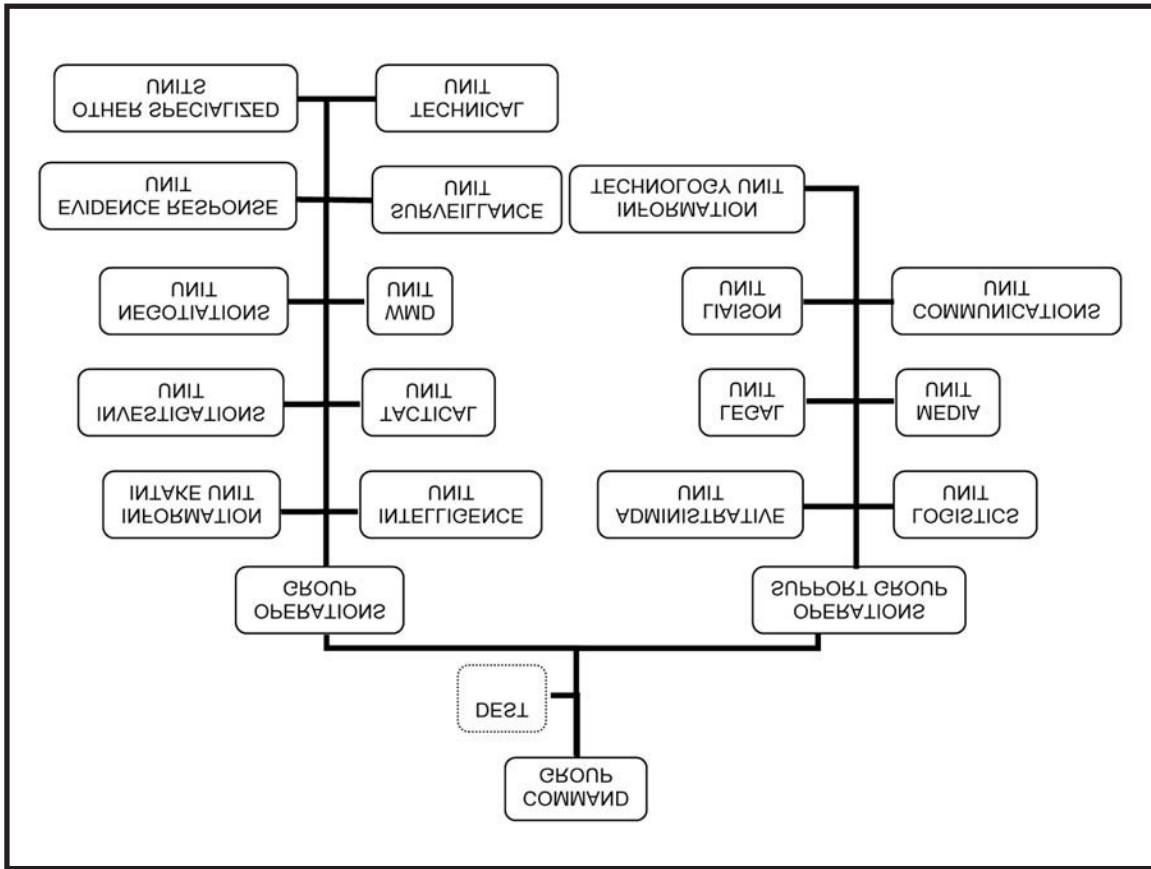 COMMAND
GROUP
DEST
OPERATIONS
GROUP
OPERATIONS
SUPPORT GROUP
INFORMATION
INTAKE UNIT
INTELLIGENCE
UNIT
ADMINISTRATIVE
UNIT
LOGISTICS
UNIT
INVESTIGATIONS
UNIT
TACTICAL
UNIT
LEGAL
UNIT
MEDIA
UNIT
NEGOTIATIONS
UNIT
WMD
UNIT
LIAISON
UNIT
COMMUNICATIONS
UNIT
EVIDENCE RESPONSE
UNIT
SURVEILLANCE
UNIT
INFORMATION
TECHNOLOGY UNIT
OTHER SPECIALIZED
UNITS
TECHNICAL
UNIT